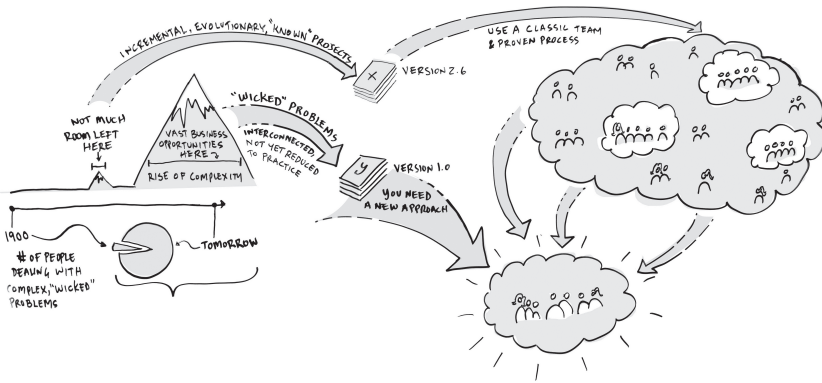 INCREMENTAL, EVOLUTIONARY, "KNOWN" PROJECTS
X
VERSION 2.6
USE A CLASSIC TEAM
& PROVEN PROCESS
NOT MUCH
ROOM LEFT
HERE
VAST BUSINESS
OPPORTUNITIES
HERE
RISE OF COMPLEXITY
"WICKED" PROBLEMS
INTERCONNECTED,
NOT YET REDUCED
TO PRACTICE
y
VERSION 1.0
YOU NEED
A NEW APPROACH
1900
TOMORROW
# OF PEOPLE
DEALING WITH
COMPLEX, "WICKED"
PROBLEMS